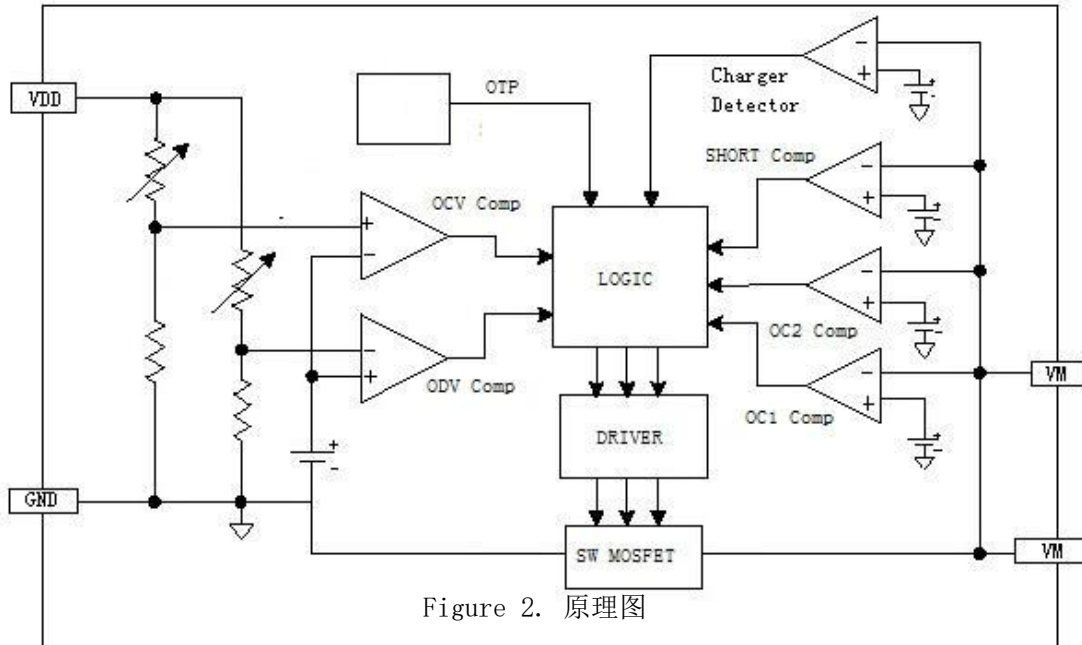 VDD
OTP
Charger
Detector
SHORT Comp
OCV Comp
LOGIC
OC2 Comp
ODV Comp
OC1 Comp
VM
DRIVER
GND
SW MOSFET
VM
Figure 2. 原理图